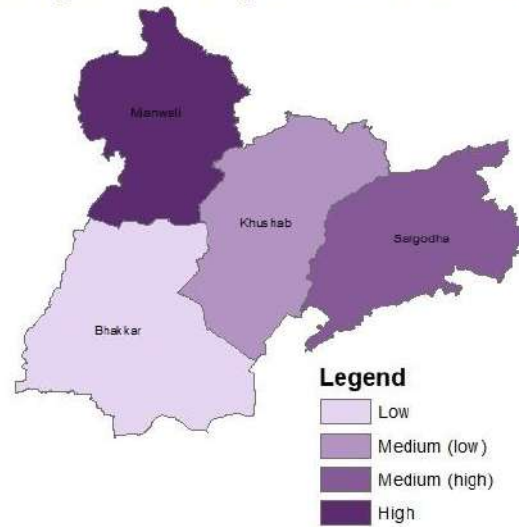 Mianwali
Khushab
Sargodha
Bhakkar
Legend
Low
Medium (low)
Medium (high)
High